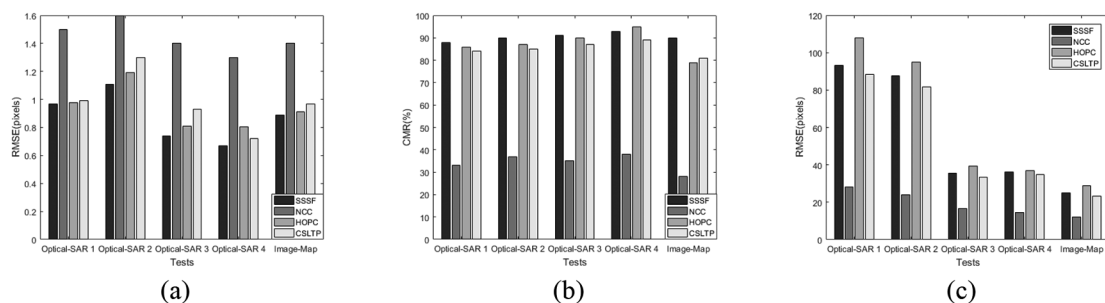 1.6
1.4
1.2
1
0.8
0.6
0.4
0.2
0
RMSE(pixels)
Optical-SAR 1 Optical-SAR 2 Optical-SAR 3 Optical-SAR 4 Image-Map
Tests
SSSF
NCC
HOPC
CSLTP
(a)
100
90
80
70
60
50
40
30
20
10
0
CMR(%)
Optical-SAR 1 Optical-SAR 2 Optical-SAR 3 Optical-SAR 4 Image-Map
Tests
SSSF
NCC
HOPC
CSLTP
(b)
120
100
80
60
40
20
0
RMSE(pixels)
Optical-SAR 1 Optical-SAR 2 Optical-SAR 3 Optical-SAR 4 Image-Map
Tests
SSSF
NCC
HOPC
CSLTP
(c)